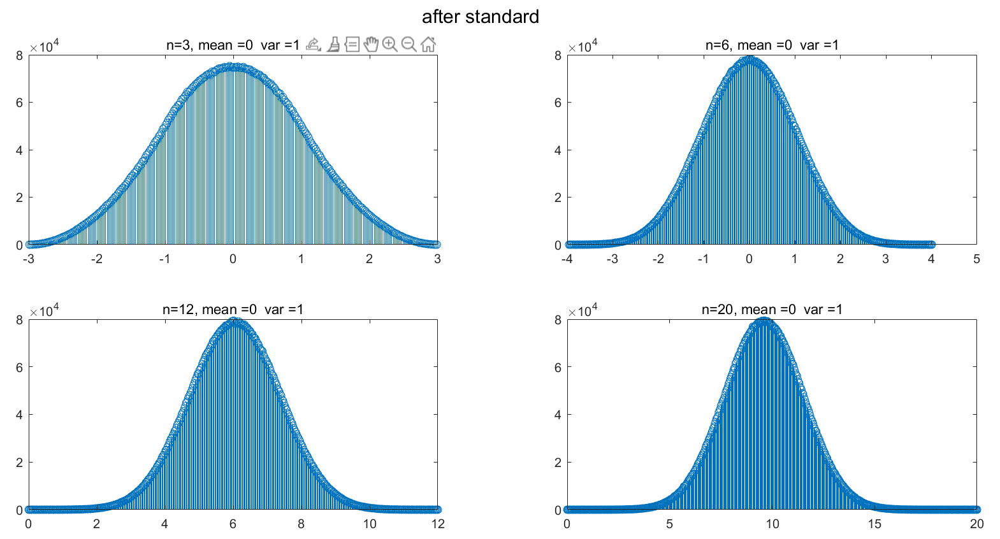 after standard
n=3, mean =0  var =1
×10^4
8
6
4
2
0
-3 -2 -1 0 1 2 3
n=6, mean =0  var =1
×10^4
8
6
4
2
0
-4 -3 -2 -1 0 1 2 3 4 5
n=12, mean =0  var =1
×10^4
8
6
4
2
0
0 2 4 6 8 10 12
n=20, mean =0  var =1
×10^4
8
6
4
2
0
0 5 10 15 20